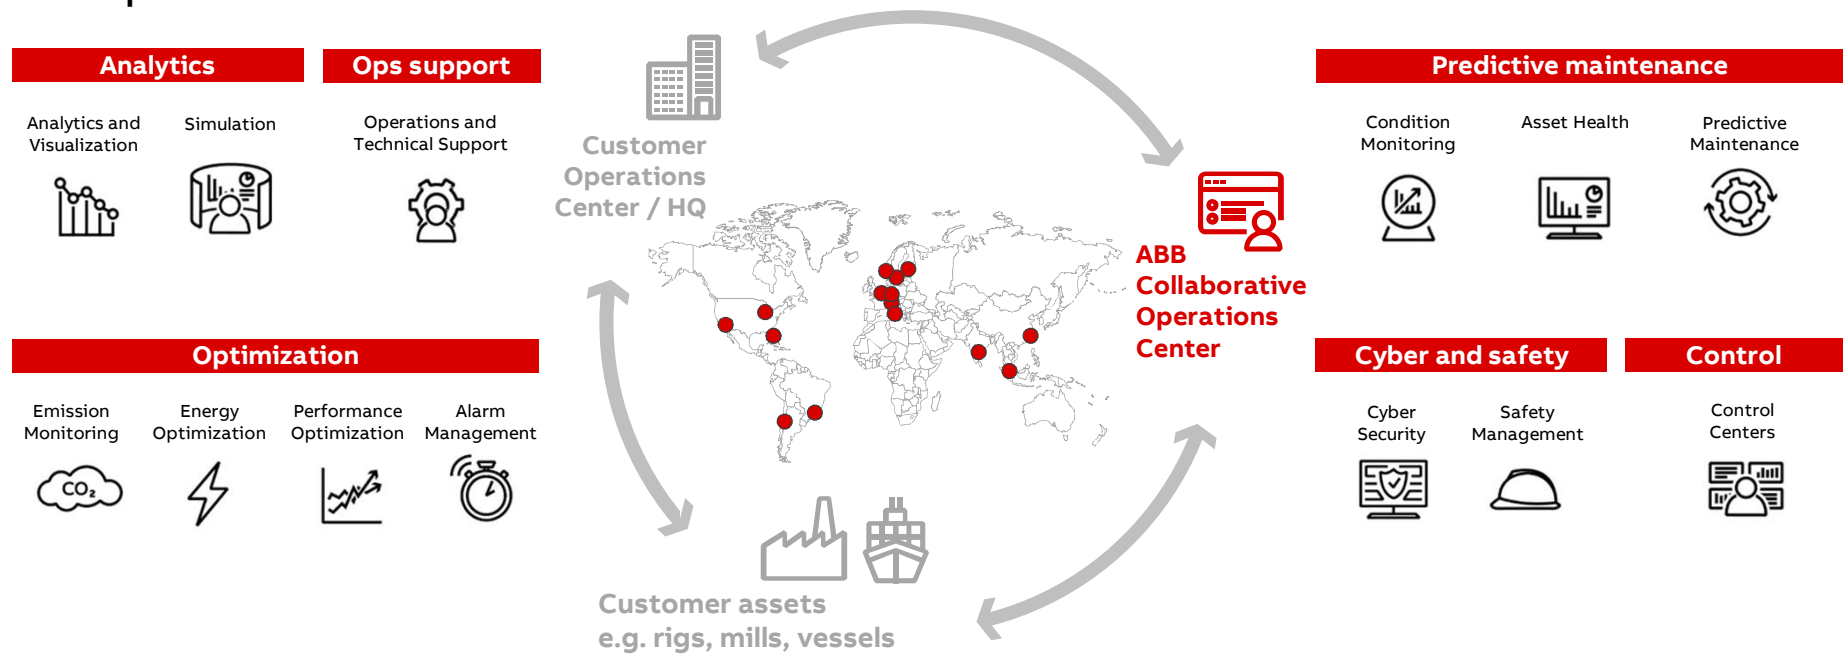 Analytics
Ops support
Analytics and
Visualization
Simulation
Operations and
Technical Support
Optimization
Emission
Monitoring
Energy
Optimization
Performance
Optimization
Alarm
Management
CO₂
Customer
Operations
Center / HQ
ABB
Collaborative
Operations
Center
Customer assets
e.g. rigs, mills, vessels
Predictive maintenance
Condition
Monitoring
Asset Health
Predictive
Maintenance
Cyber and safety
Control
Cyber
Security
Safety
Management
Control
Centers